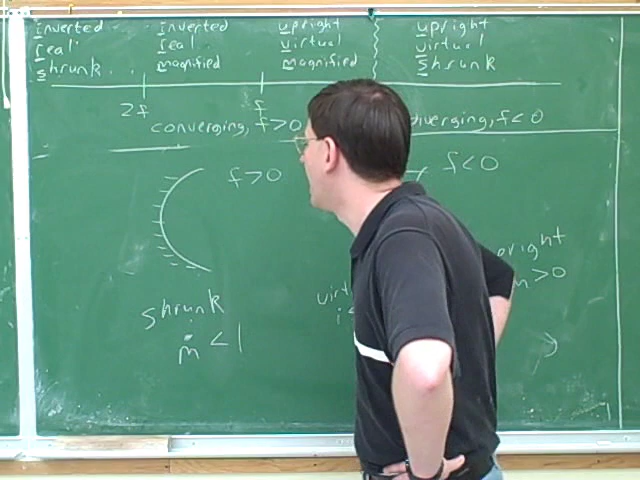 inverted inverted upright upright
real real virtual virtual
shrunk magnified magnified shrunk
2f f
converging, f>0 diverging, f<0
f>0 f<0
shrunk
m <1